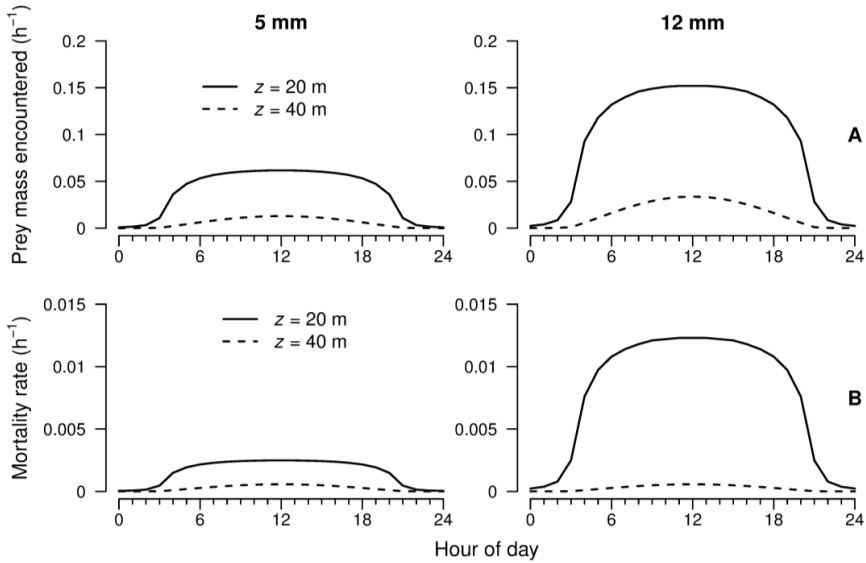 5 mm
12 mm
Prey mass encountered (h⁻¹)
0.2
0.15
0.1
0.05
0
z = 20 m
z = 40 m
0 6 12 18 24
0.2
0.15
0.1
0.05
0
0 6 12 18 24
A
Mortality rate (h⁻¹)
0.015
0.01
0.005
0
z = 20 m
z = 40 m
0 6 12 18 24
0.015
0.01
0.005
0
0 6 12 18 24
B
Hour of day